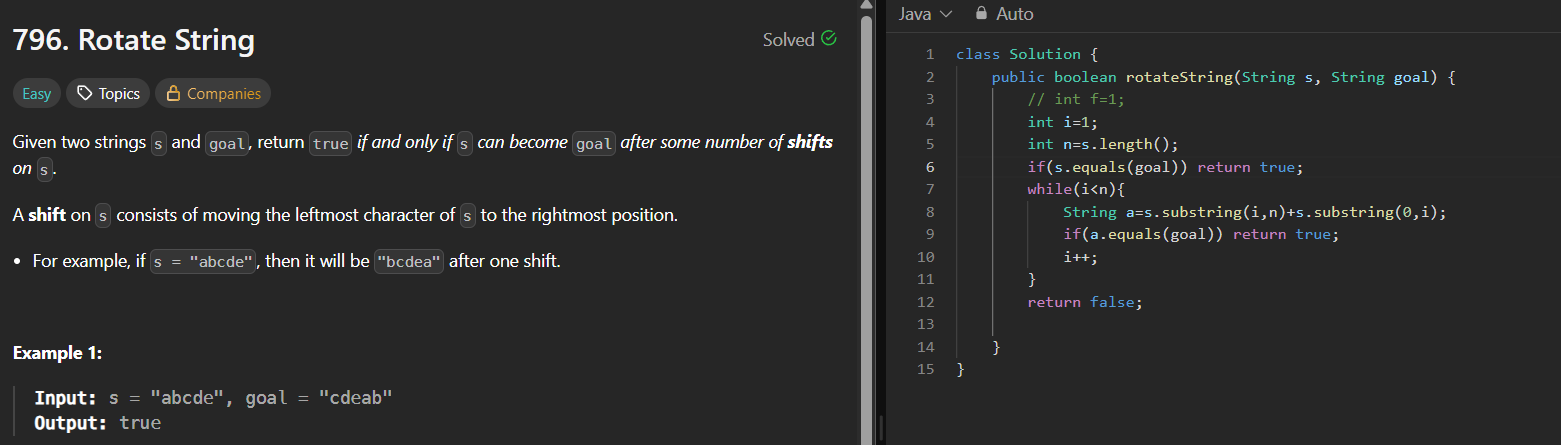 796. Rotate String
Solved
Easy
Topics
Companies
Given two strings s and goal, return true if and only if s can become goal after some number of shifts
on s.
A shift on s consists of moving the leftmost character of s to the rightmost position.
• For example, if s = "abcde", then it will be "bcdea" after one shift.
Example 1:
Input: s = "abcde", goal = "cdeab"
Output: true
Java
Auto
1 class Solution {
2     public boolean rotateString(String s, String goal) {
3         // int f=1;
4         int i=1;
5         int n=s.length();
6         if(s.equals(goal)) return true;
7         while(i<n){
8             String a=s.substring(i,n)+s.substring(0,i);
9             if(a.equals(goal)) return true;
10             i++;
11         }
12         return false;
13
14     }
15 }